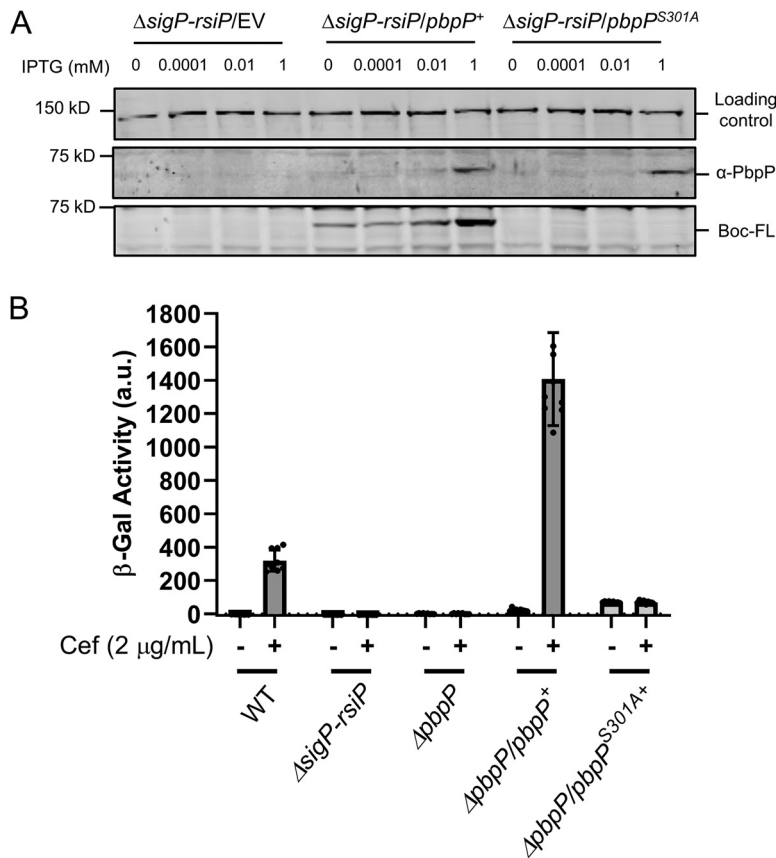 A
ΔsigP-rsiP/EV ΔsigP-rsiP/pbpP+ ΔsigP-rsiP/pbpPS301A
IPTG (mM) 0 0.0001 0.01 1 0 0.0001 0.01 1 0 0.0001 0.01 1
150 kD
Loading
control
75 kD
α-PbpP
75 kD
Boc-FL
B
β-Gal Activity (a.u.)
1800
1600
1400
1200
1000
800
600
400
200
0
Cef (2 μg/mL) - + - + - + - + - +
WT
ΔsigP-rsiP
ΔpbpP
ΔpbpP/pbpP+
ΔpbpP/pbpPS301A+